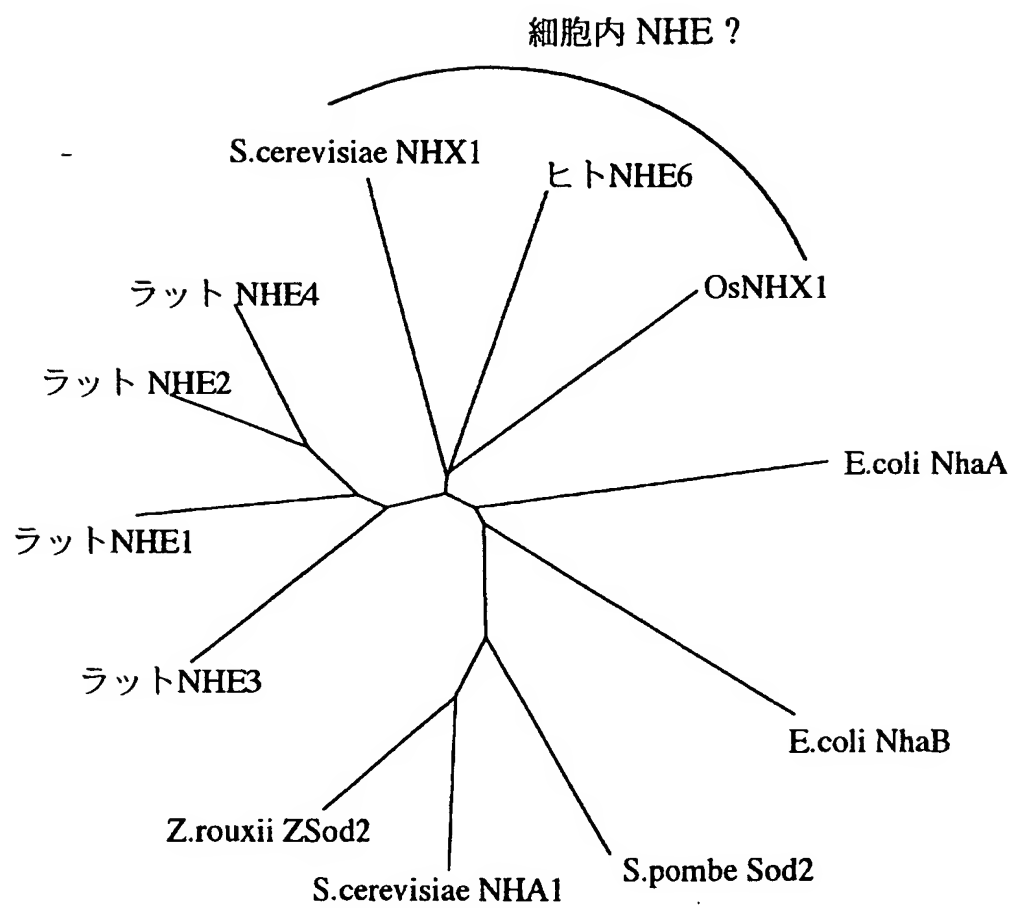 細胞内 NHE ?
S.cerevisiae NHX1
ヒトNHE6
OsNHX1
ラット NHE4
ラット NHE2
E.coli NhaA
ラットNHE1
ラットNHE3
E.coli NhaB
Z.rouxii ZSod2
S.cerevisiae NHA1
S.pombe Sod2